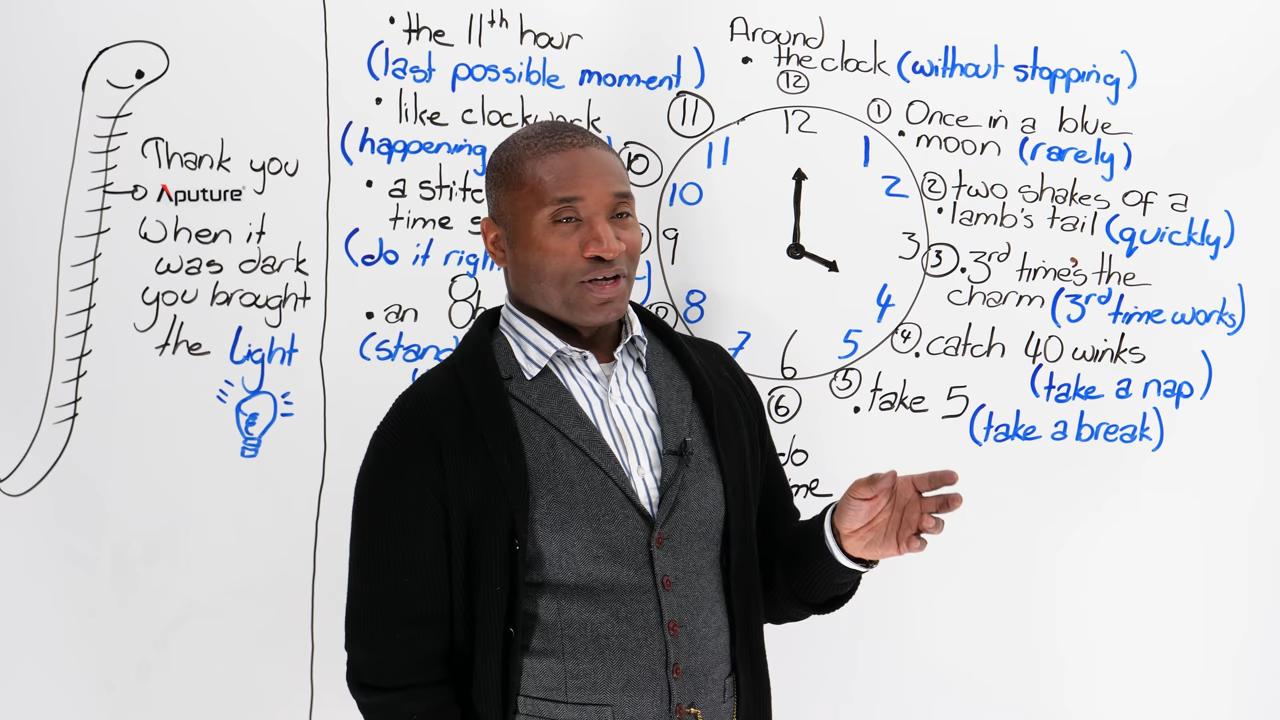 Thank you
Aputure
When it
was dark
you brought
the Light
• the 11th hour
(last possible moment)
• like clockwork
(happening
• a stitc
time s
(do it righ
• an 8
(stand
Around
• the clock (without stopping)
12
11
10
12
1
2
3
4
5
6
7
8
9
10
11
① Once in a blue
• moon (rarely)
② two shakes of a
• lamb's tail (quickly)
③ • 3rd time's the
charm (3rd time works)
④ • catch 40 winks
(take a nap)
⑤ • take 5
(take a break)
⑥
do
me